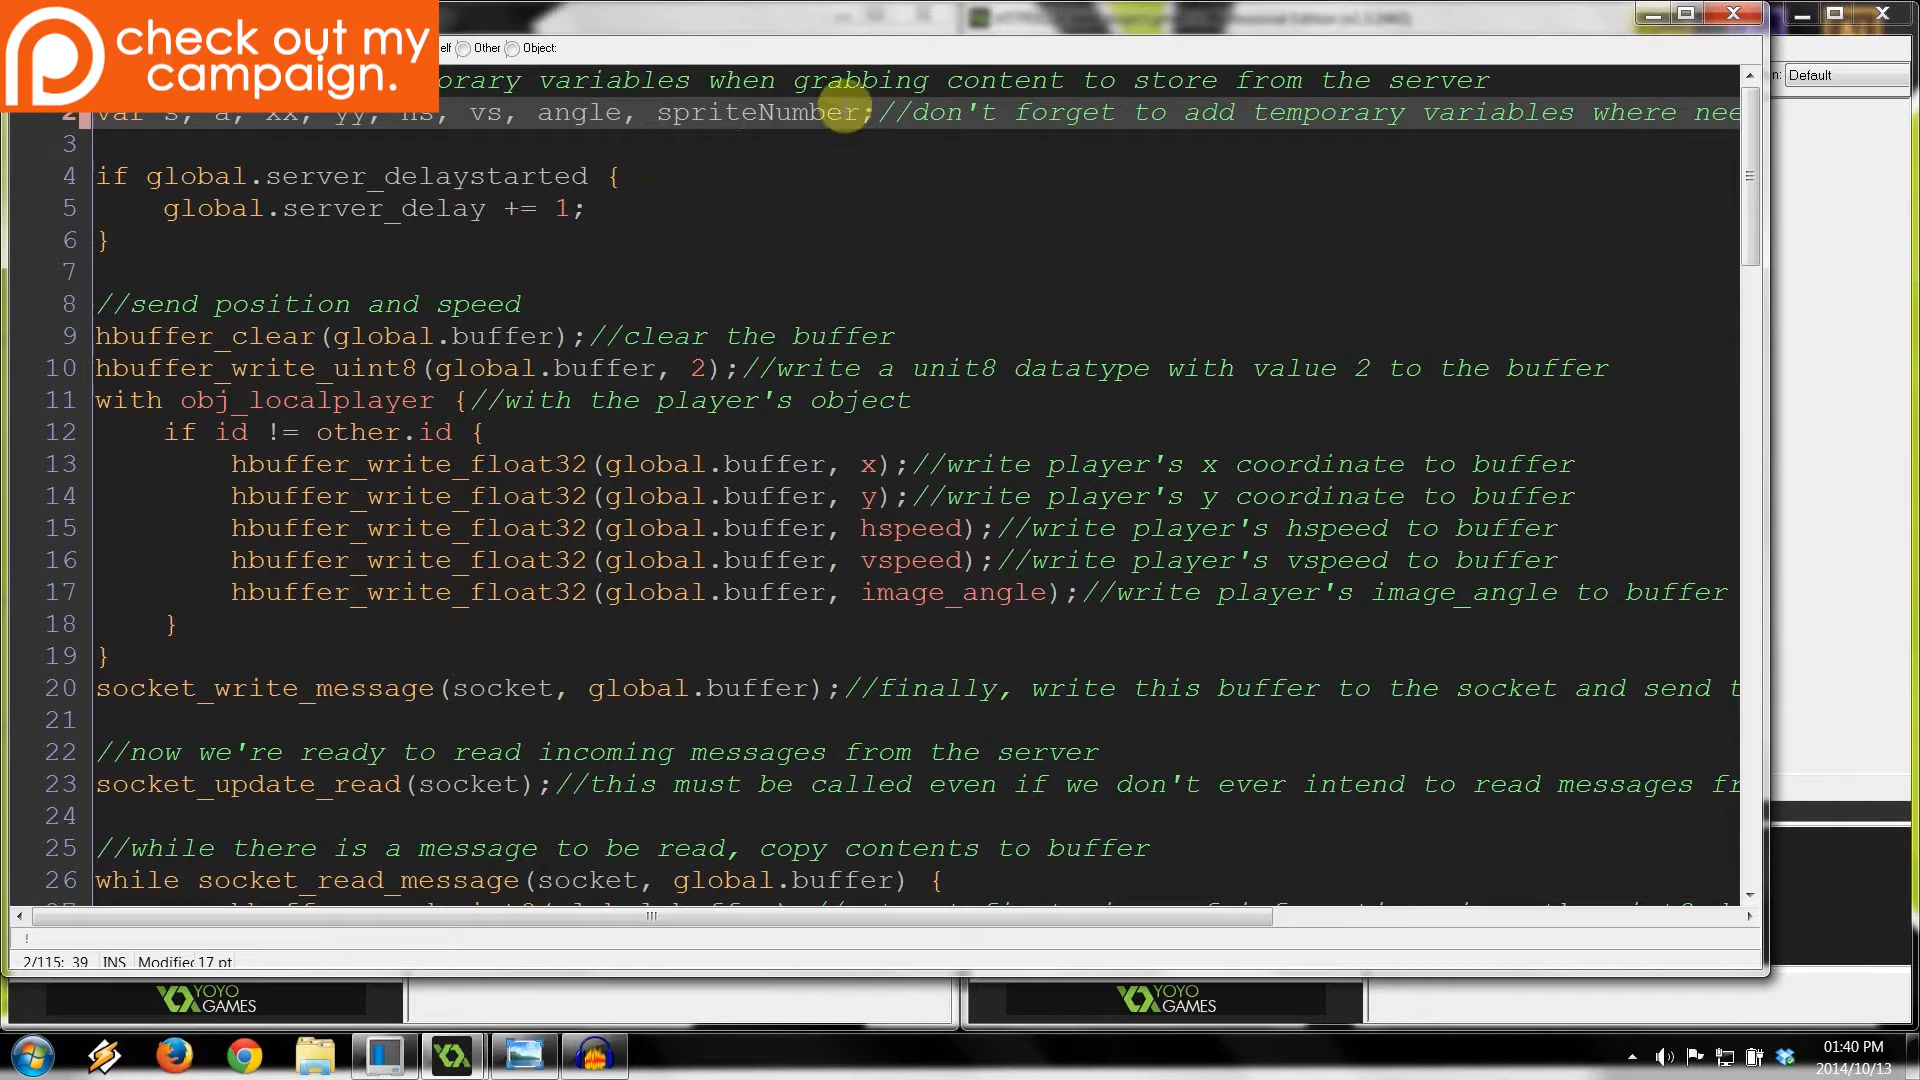 check out my
campaign.
elf Other Object:
n: Default
orary variables when grabbing content to store from the server
2 var s, a, xx, yy, hs, vs, angle, spriteNumber;//don't forget to add temporary variables where nee
3
4 if global.server_delaystarted {
5 global.server_delay += 1;
6 }
7
8 //send position and speed
9 hbuffer_clear(global.buffer);//clear the buffer
10 hbuffer_write_uint8(global.buffer, 2);//write a unit8 datatype with value 2 to the buffer
11 with obj_localplayer {//with the player's object
12 if id != other.id {
13 hbuffer_write_float32(global.buffer, x);//write player's x coordinate to buffer
14 hbuffer_write_float32(global.buffer, y);//write player's y coordinate to buffer
15 hbuffer_write_float32(global.buffer, hspeed);//write player's hspeed to buffer
16 hbuffer_write_float32(global.buffer, vspeed);//write player's vspeed to buffer
17 hbuffer_write_float32(global.buffer, image_angle);//write player's image_angle to buffer
18 }
19 }
20 socket_write_message(socket, global.buffer);//finally, write this buffer to the socket and send t
21
22 //now we're ready to read incoming messages from the server
23 socket_update_read(socket);//this must be called even if we don't ever intend to read messages fr
24
25 //while there is a message to be read, copy contents to buffer
26 while socket_read_message(socket, global.buffer) {
2/115: 39 INS Modified 17 pt
YOYO
GAMES
YOYO
GAMES
01:40 PM
2014/10/13